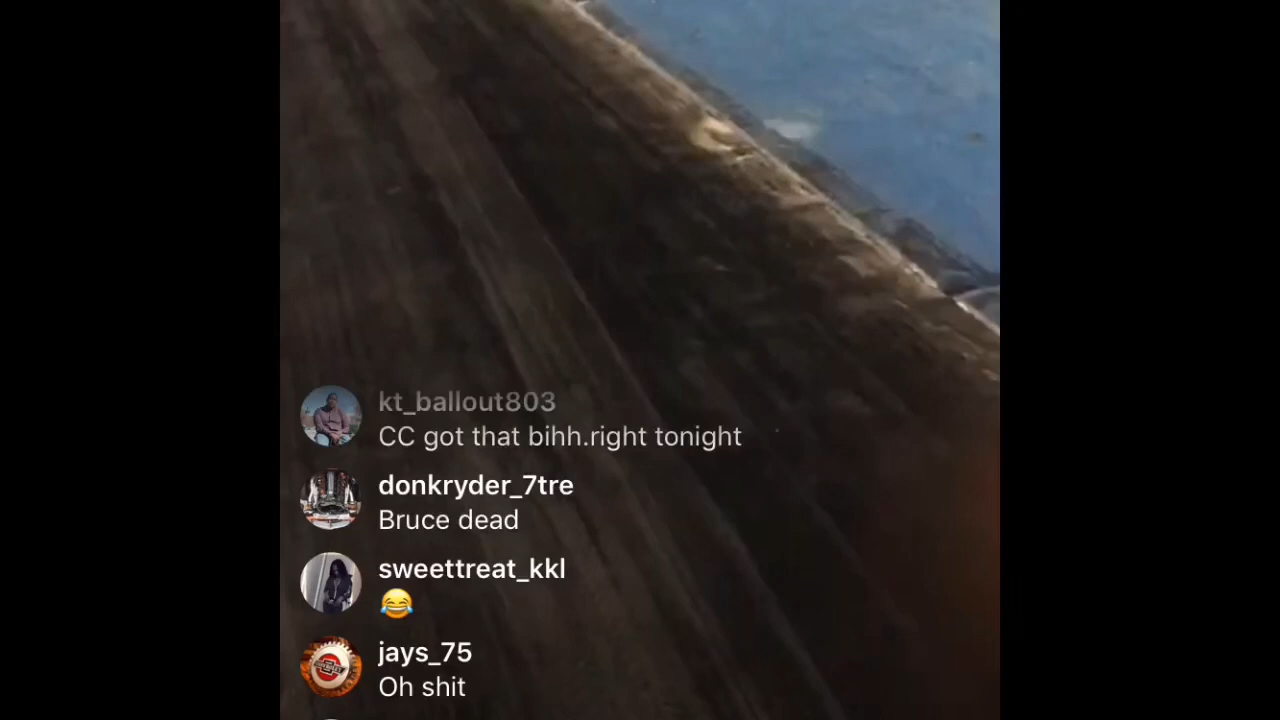 kt_ballout803
CC got that bihh.right tonight
donkryder_7tre
Bruce dead
sweettreat_kkl
😂
jays_75
Oh shit